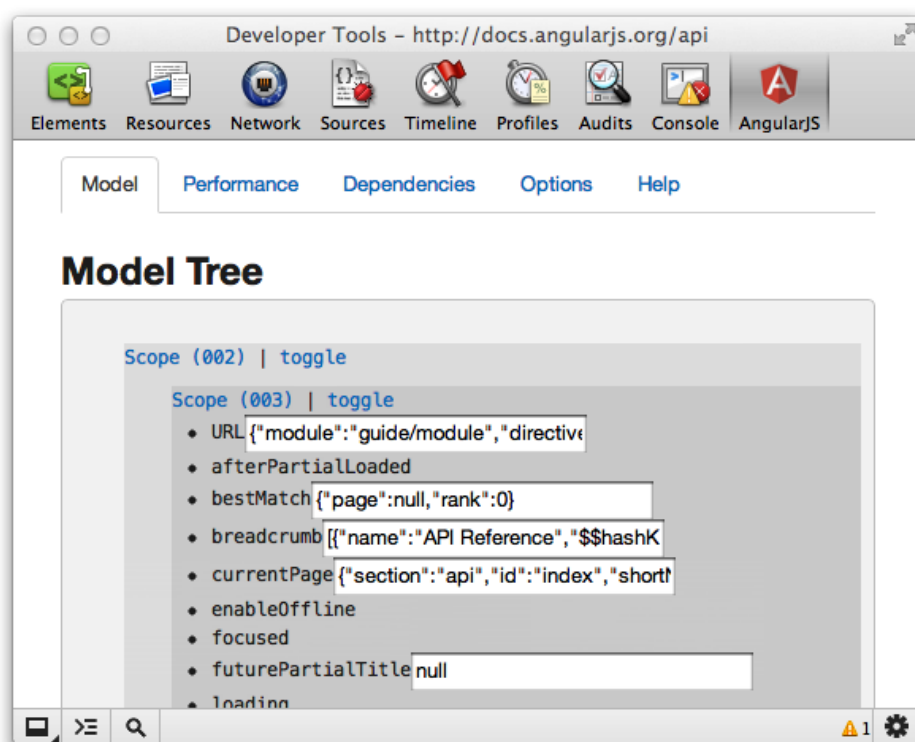 Developer Tools – http://docs.angularjs.org/api
Elements Resources Network Sources Timeline Profiles Audits Console AngularJS
Model Performance Dependencies Options Help
Model Tree
Scope (002) | toggle
Scope (003) | toggle
URL {"module":"guide/module","directive
afterPartialLoaded
bestMatch {"page":null,"rank":0}
breadcrumb [{"name":"API Reference","$$hashK
currentPage {"section":"api","id":"index","short
enableOffline
focused
futurePartialTitle null
loading
1